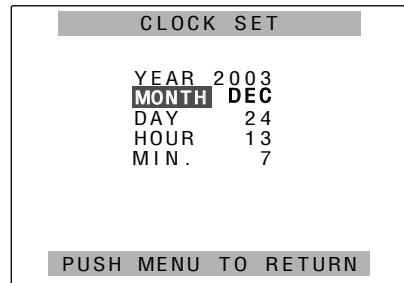 CLOCK SET
YEAR 2003
MONTH DEC
DAY 24
HOUR 13
MIN. 7
PUSH MENU TO RETURN